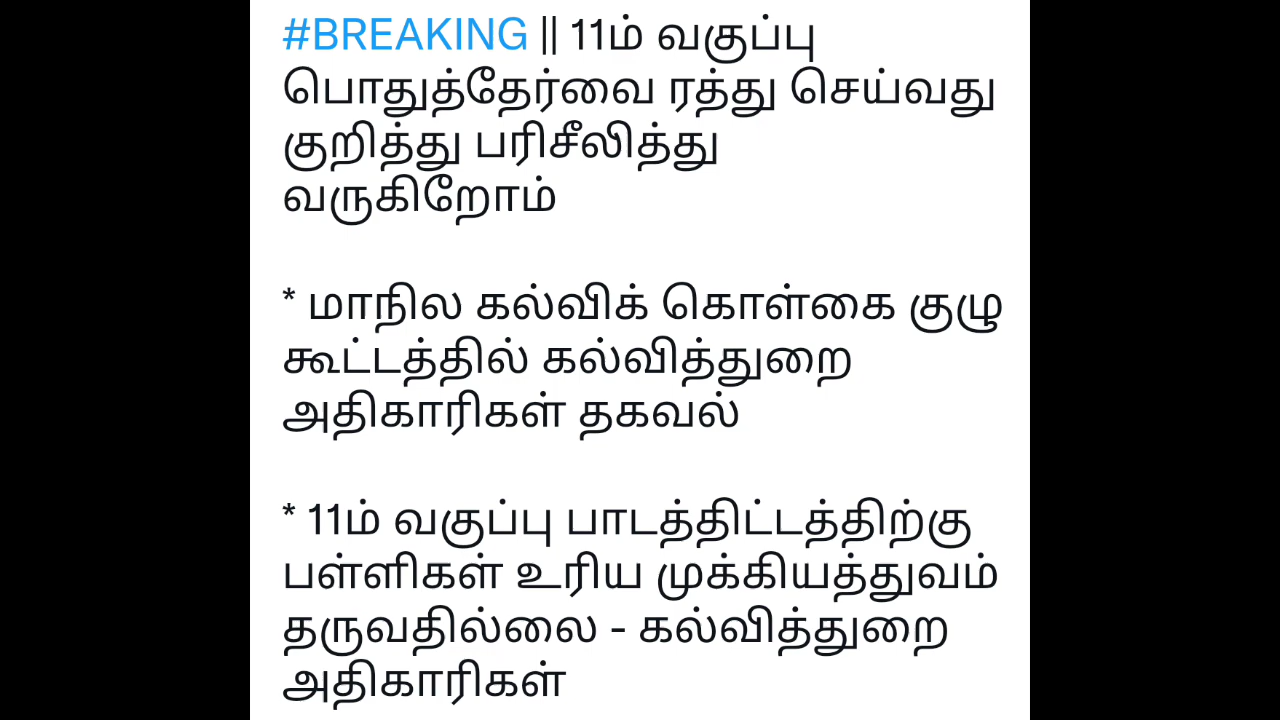 #BREAKING || 11ம் வகுப்பு
பொதுத்தேர்வை ரத்து செய்வது
குறித்து பரிசீலித்து
வருகிறோம்
* மாநில கல்விக் கொள்கை குழு
கூட்டத்தில் கல்வித்துறை
அதிகாரிகள் தகவல்
* 11ம் வகுப்பு பாடத்திட்டத்திற்கு
பள்ளிகள் உரிய முக்கியத்துவம்
தருவதில்லை - கல்வித்துறை
அதிகாரிகள்